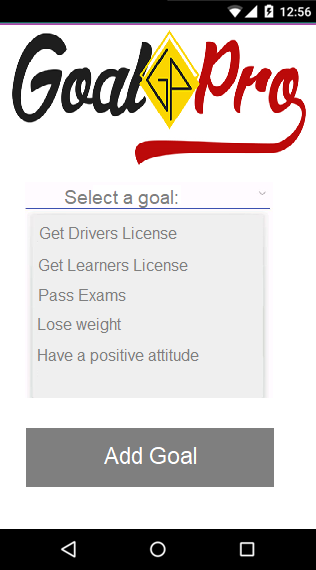 12:56
Goal GP Pro
Select a goal:
Get Drivers License
Get Learners License
Pass Exams
Lose weight
Have a positive attitude
Add Goal